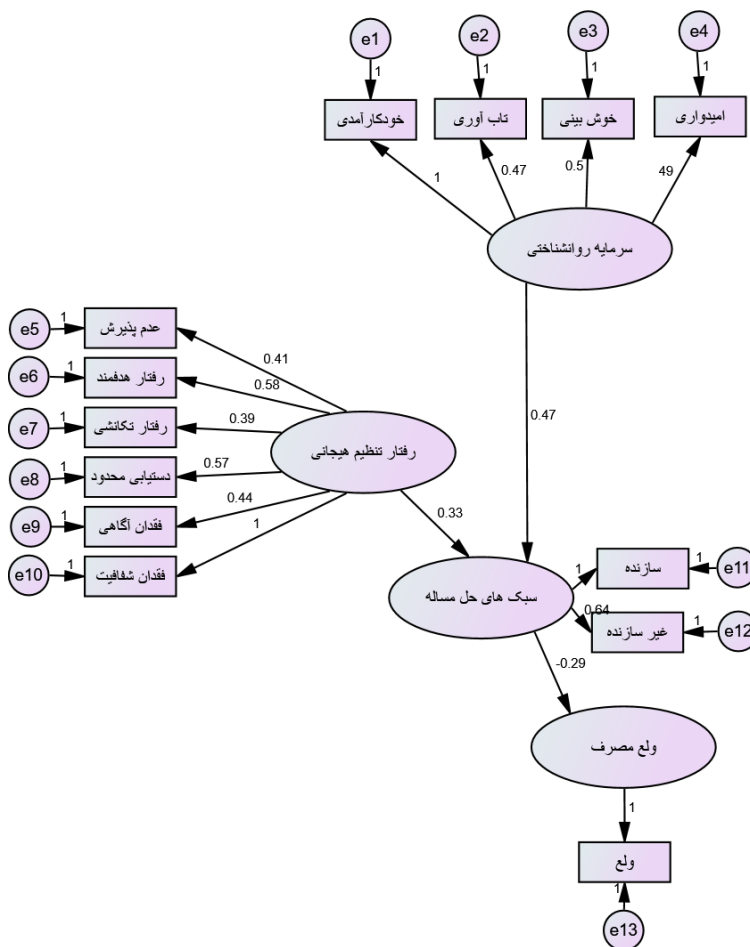 e1
e2
e3
e4
1
1
1
1
خودکارآمدی
تاب آوری
خوش بینی
امیدواری
1
0.47
0.5
49
سرمایه روانشناختی
e5
1
عدم پذیرش
e6
1
رفتار هدفمند
e7
1
رفتار تکانشی
e8
1
دستیابی محدود
e9
1
فقدان آگاهی
e10
1
فقدان شفافیت
0.41
0.58
0.39
0.57
0.44
1
رفتار تنظیم هیجانی
0.47
0.33
سبک های حل مساله
1
سازنده
1
e11
0.64
غیر سازنده
1
e12
-0.29
ولع مصرف
1
ولع
1
e13